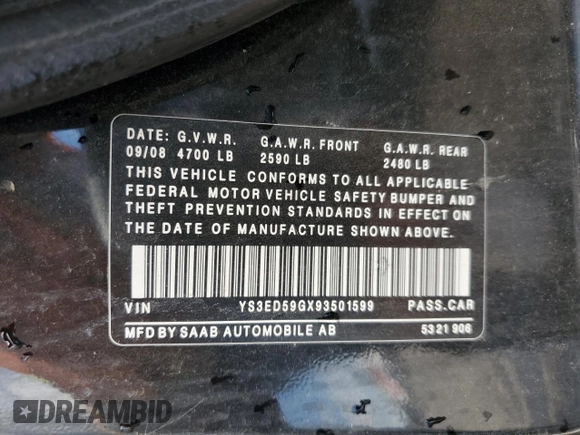 DATE: G.V.W.R. G.A.W.R. FRONT G.A.W.R. REAR
09/08 4700 LB 2590 LB 2480 LB
THIS VEHICLE CONFORMS TO ALL APPLICABLE
FEDERAL MOTOR VEHICLE SAFETY BUMPER AND
THEFT PREVENTION STANDARDS IN EFFECT ON
THE DATE OF MANUFACTURE SHOWN ABOVE.
VIN YS3ED59GX93501599 PASS.CAR
MFD BY SAAB AUTOMOBILE AB 5321 906
DREAMBID